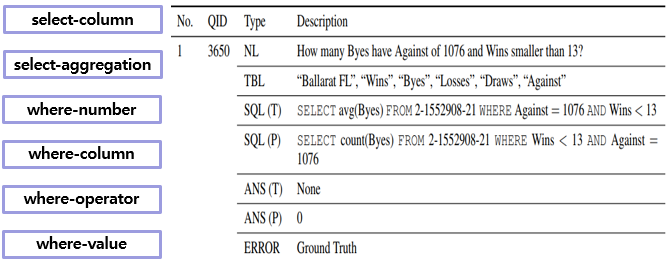 select-column
select-aggregation
where-number
where-column
where-operator
where-value
No. QID Type Description
1 3650 NL How many Byes have Against of 1076 and Wins smaller than 13?
TBL “Ballarat FL”, “Wins”, “Byes”, “Losses”, “Draws”, “Against”
SQL (T) SELECT avg(Byes) FROM 2-1552908-21 WHERE Against = 1076 AND Wins < 13
SQL (P) SELECT count(Byes) FROM 2-1552908-21 WHERE Wins < 13 AND Against =
1076
ANS (T) None
ANS (P) 0
ERROR Ground Truth